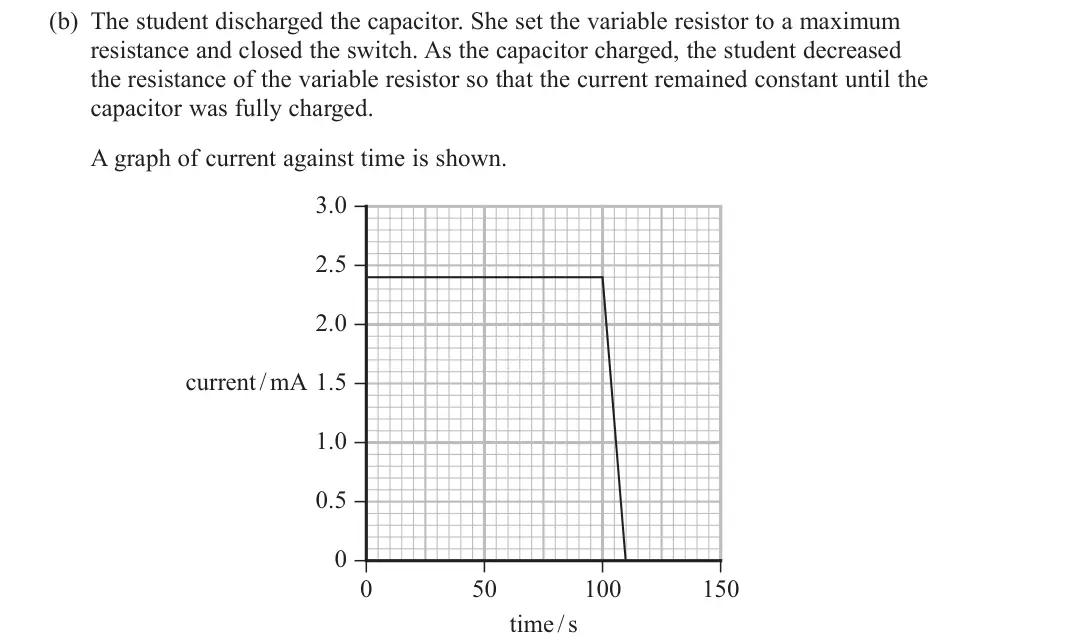 (b) The student discharged the capacitor. She set the variable resistor to a maximum
resistance and closed the switch. As the capacitor charged, the student decreased
the resistance of the variable resistor so that the current remained constant until the
capacitor was fully charged.
A graph of current against time is shown.
3.0
2.5
2.0
current / mA 1.5
1.0
0.5
0
0 50 100 150
time / s